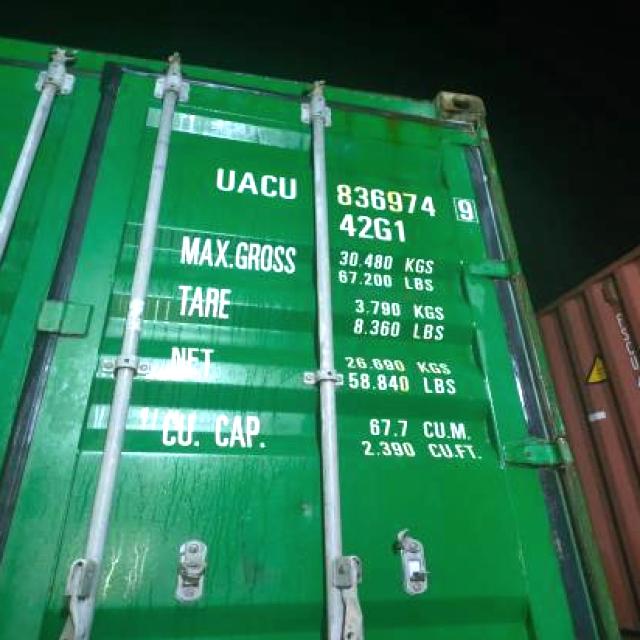 UACU 836974 9
42G1
MAX.GROSS 30.480 KGS
67.200 LBS
TARE 3.790 KGS
8.360 LBS
NET 26.690 KGS
58.840 LBS
CU. CAP. 67.7 CU.M.
2.390 CU.FT.